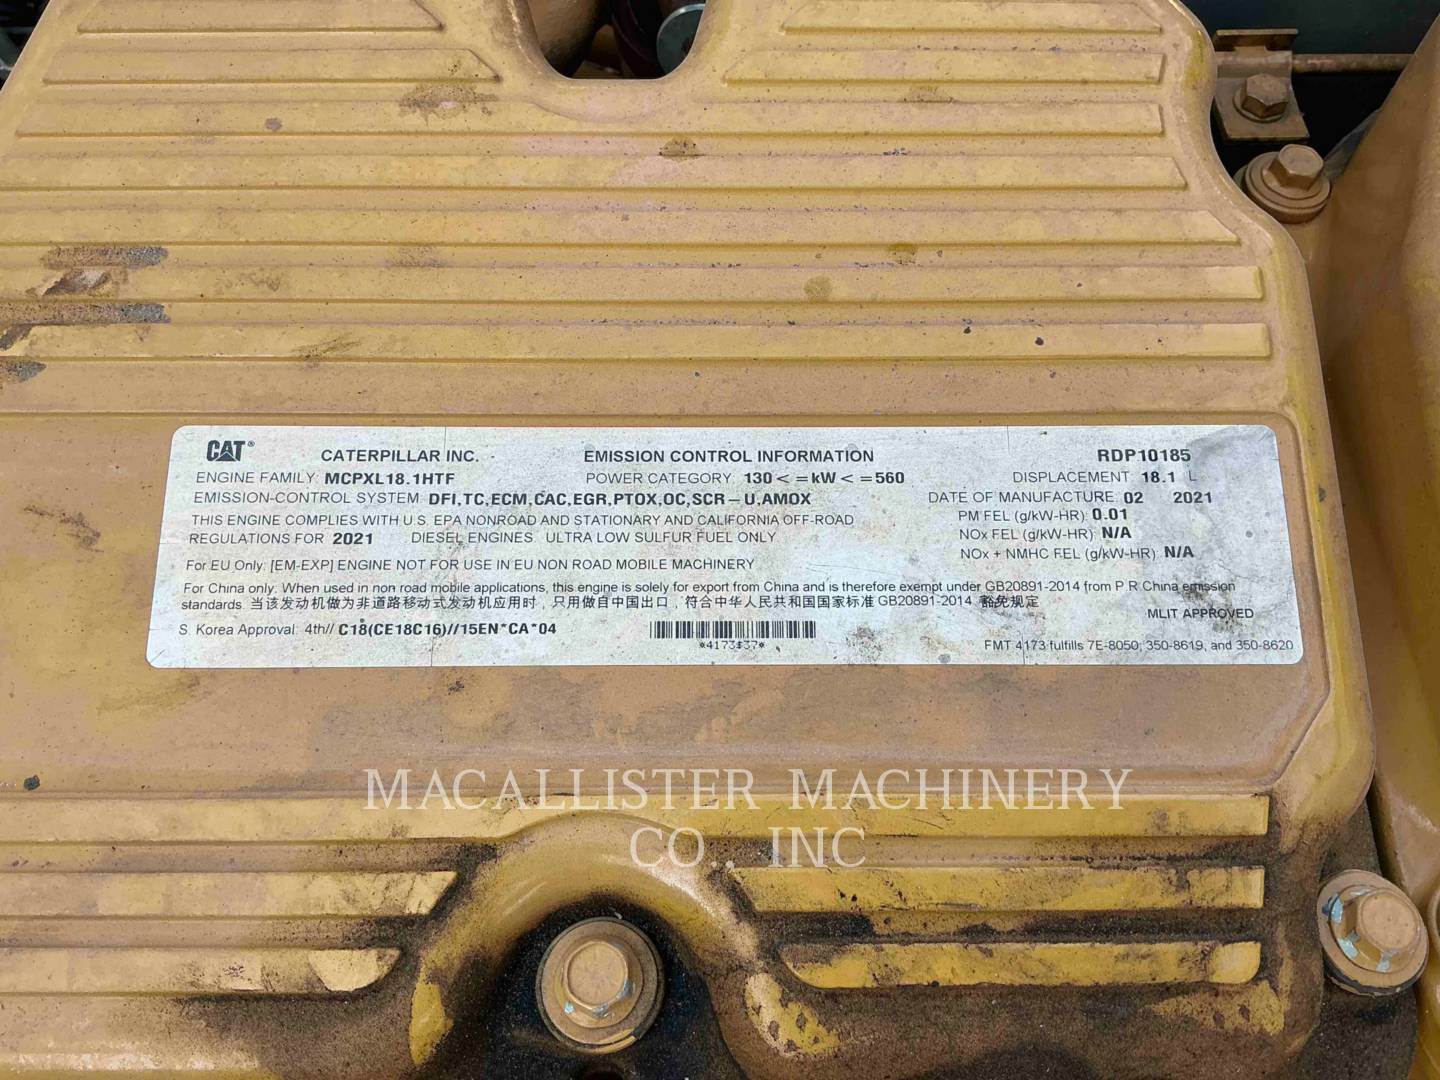 CAT® CATERPILLAR INC. EMISSION CONTROL INFORMATION RDP10185
ENGINE FAMILY: MCPXL18.1HTF POWER CATEGORY: 130<=kW<=560 DISPLACEMENT: 18.1 L
EMISSION-CONTROL SYSTEM: DFI,TC,ECM,CAC,EGR,PTOX,OC,SCR-U,AMOX DATE OF MANUFACTURE: 02 2021
THIS ENGINE COMPLIES WITH U.S. EPA NONROAD AND STATIONARY AND CALIFORNIA OFF-ROAD PM FEL (g/kW-HR): 0.01
REGULATIONS FOR 2021 DIESEL ENGINES. ULTRA LOW SULFUR FUEL ONLY NOx FEL (g/kW-HR): N/A
NOx + NMHC FEL (g/kW-HR): N/A
For EU Only: [EM-EXP] ENGINE NOT FOR USE IN EU NON ROAD MOBILE MACHINERY
For China only: When used in non road mobile applications, this engine is solely for export from China and is therefore exempt under GB20891-2014 from P R China emission
standards. 当该发动机做为非道路移动式发动机应用时，只用做自中国出口，符合中华人民共和国国家标准 GB20891-2014 豁免规定
MLIT APPROVED
S. Korea Approval: 4th// C18(CE18C16)//15EN*CA*04
FMT 4173 fulfills 7E-8050, 350-8619, and 350-8620
MACALLISTER MACHINERY
CO., INC